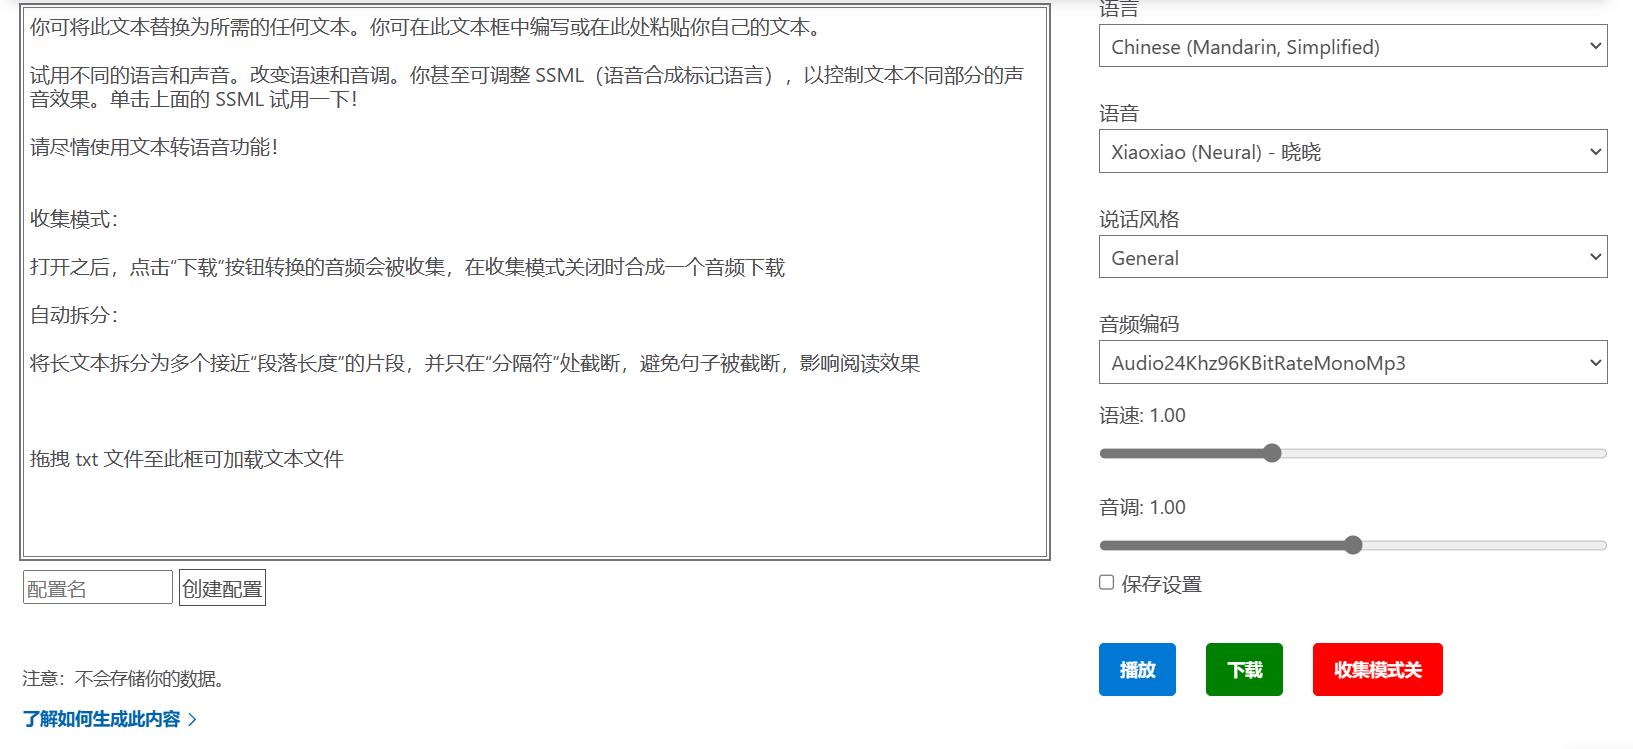 你可将此文本替换为所需的任何文本。你可在此文本框中编写或在此处粘贴你自己的文本。
试用不同的语言和声音。改变语速和音调。你甚至可调整 SSML（语音合成标记语言），以控制文本不同部分的声
音效果。单击上面的 SSML 试用一下！
请尽情使用文本转语音功能！
收集模式：
打开之后，点击“下载”按钮转换的音频会被收集，在收集模式关闭时合成一个音频下载
自动拆分：
将长文本拆分为多个接近“段落长度”的片段，并只在“分隔符”处截断，避免句子被截断，影响阅读效果
拖拽 txt 文件至此框可加载文本文件
配置名 创建配置
注意：不会存储你的数据。
了解如何生成此内容
语言
Chinese (Mandarin, Simplified)
语音
Xiaoxiao (Neural) - 晓晓
说话风格
General
音频编码
Audio24Khz96KBitRateMonoMp3
语速: 1.00
音调: 1.00
保存设置
播放 下载 收集模式关